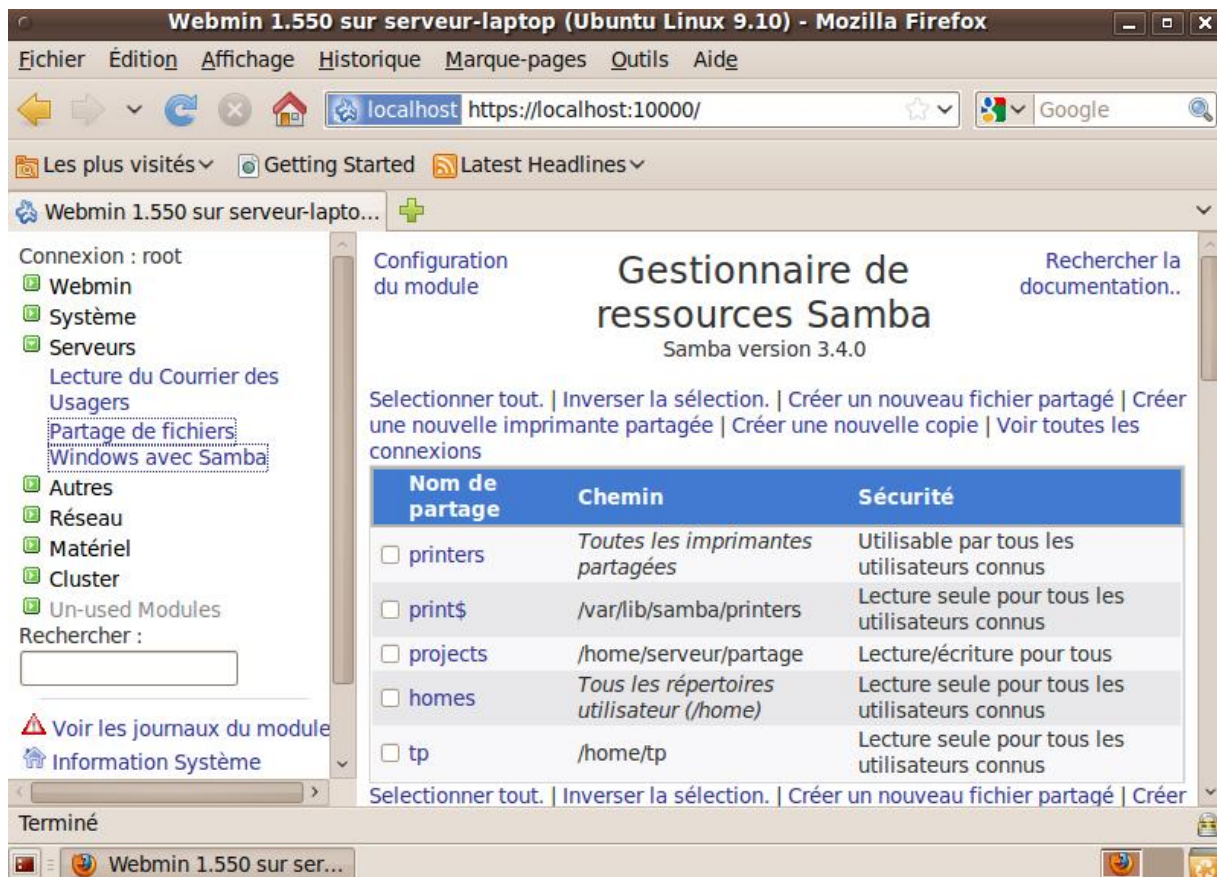 Webmin 1.550 sur serveur-laptop (Ubuntu Linux 9.10) - Mozilla Firefox
Fichier Édition Affichage Historique Marque-pages Outils Aide
localhost https://localhost:10000/
Google
Les plus visités Getting Started Latest Headlines
Webmin 1.550 sur serveur-lapto...
Connexion : root
Webmin
Système
Serveurs
Lecture du Courrier des
Usagers
Partage de fichiers
Windows avec Samba
Autres
Réseau
Matériel
Cluster
Un-used Modules
Rechercher :
Voir les journaux du module
Information Système
Configuration
du module
Gestionnaire de
ressources Samba
Samba version 3.4.0
Rechercher la
documentation..
Selectionner tout. | Inverser la sélection. | Créer un nouveau fichier partagé | Créer
une nouvelle imprimante partagée | Créer une nouvelle copie | Voir toutes les
connexions
Nom de
partage
Chemin
Sécurité
printers
Toutes les imprimantes
partagées
Utilisable par tous les
utilisateurs connus
print$
/var/lib/samba/printers
Lecture seule pour tous les
utilisateurs connus
projects
/home/serveur/partage
Lecture/écriture pour tous
homes
Tous les répertoires
utilisateur (/home)
Lecture seule pour tous les
utilisateurs connus
tp
/home/tp
Lecture seule pour tous les
utilisateurs connus
Selectionner tout. | Inverser la sélection. | Créer un nouveau fichier partagé | Créer
Terminé
Webmin 1.550 sur ser...